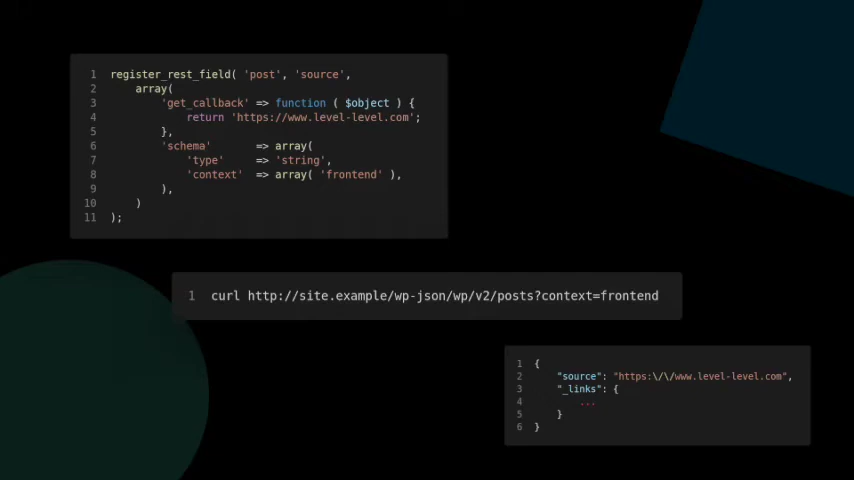 1 register_rest_field( 'post', 'source',
2     array(
3         'get_callback' => function ( $object ) {
4             return 'https://www.level-level.com';
5         },
6         'schema'       => array(
7             'type'     => 'string',
8             'context'  => array( 'frontend' ),
9         ),
10     )
11 );
1 curl http://site.example/wp-json/wp/v2/posts?context=frontend
1 {
2     "source": "https:\/\/www.level-level.com",
3     "_links": {
4         ...
5     }
6 }